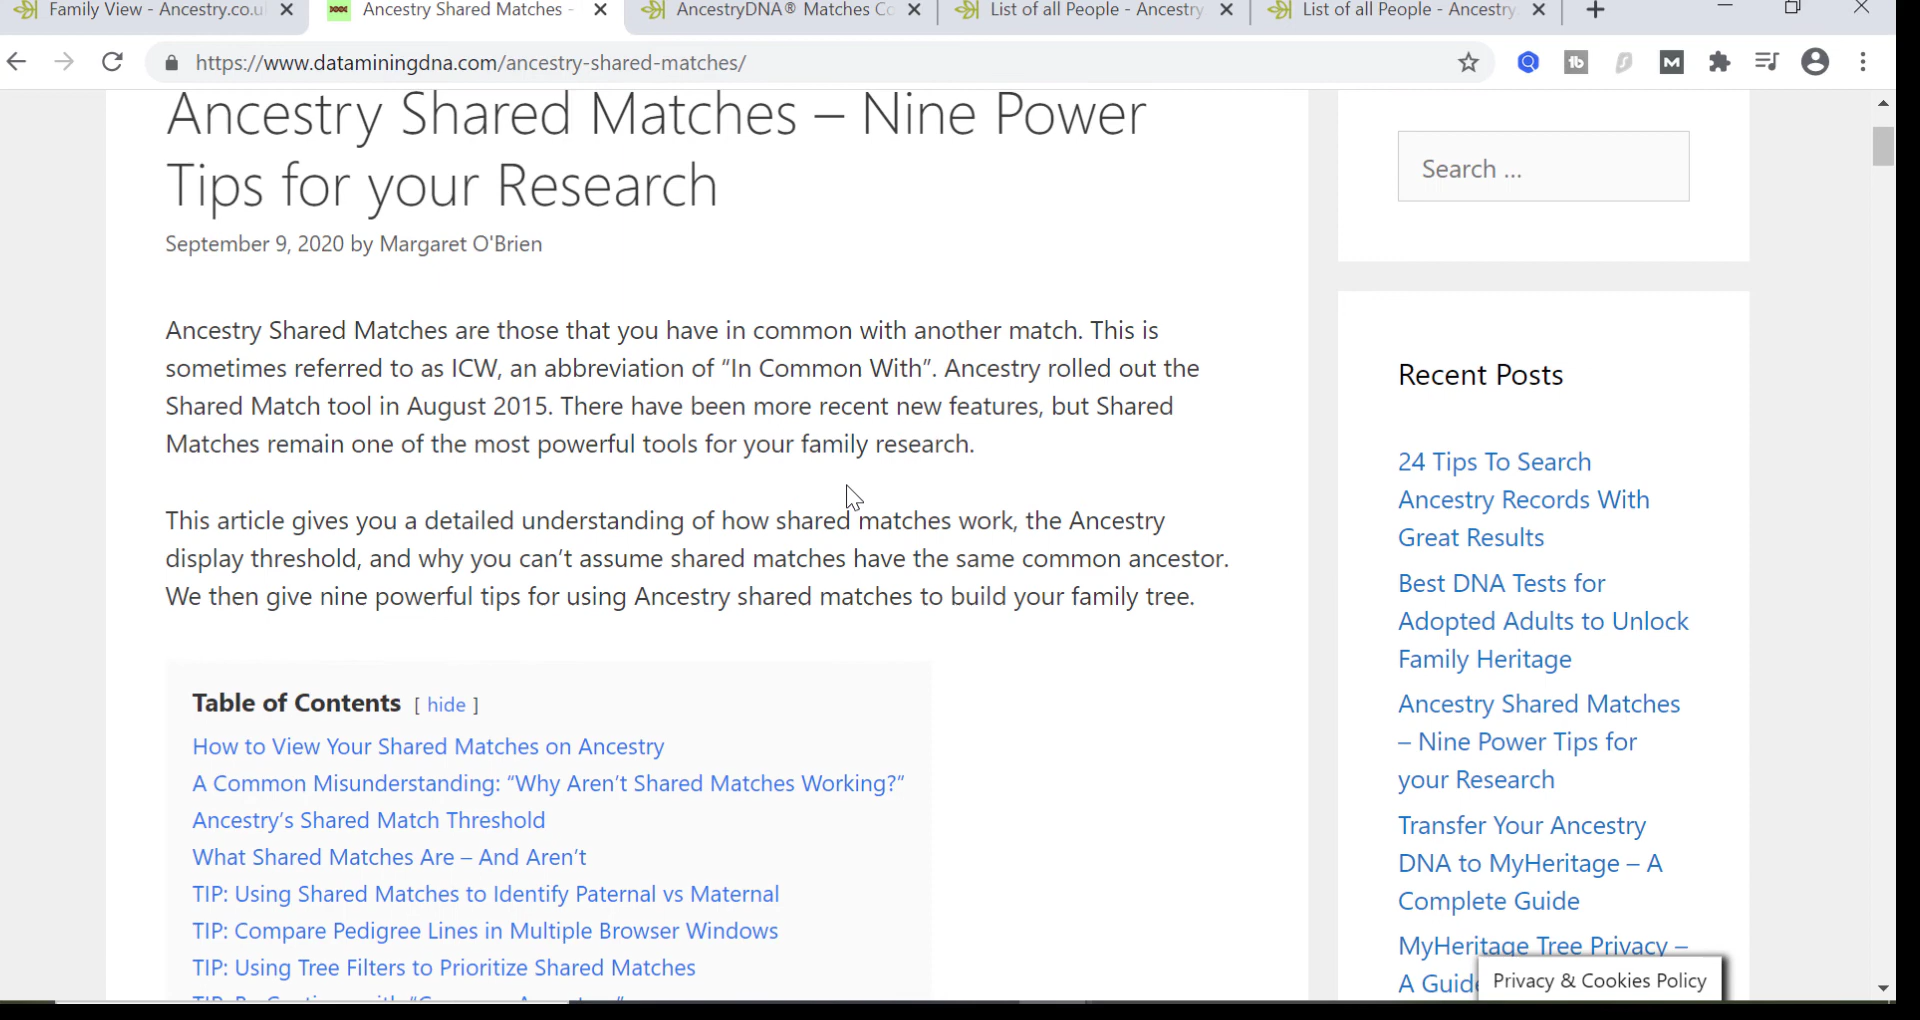 Family View - Ancestry.co.u
Ancestry Shared Matches -
AncestryDNA® Matches Co
List of all People - Ancestry
List of all People - Ancestry
https://www.dataminingdna.com/ancestry-shared-matches/
Ancestry Shared Matches – Nine Power
Tips for your Research
September 9, 2020 by Margaret O'Brien
Ancestry Shared Matches are those that you have in common with another match. This is
sometimes referred to as ICW, an abbreviation of “In Common With”. Ancestry rolled out the
Shared Match tool in August 2015. There have been more recent new features, but Shared
Matches remain one of the most powerful tools for your family research.
This article gives you a detailed understanding of how shared matches work, the Ancestry
display threshold, and why you can’t assume shared matches have the same common ancestor.
We then give nine powerful tips for using Ancestry shared matches to build your family tree.
Table of Contents [ hide ]
How to View Your Shared Matches on Ancestry
A Common Misunderstanding: “Why Aren’t Shared Matches Working?”
Ancestry’s Shared Match Threshold
What Shared Matches Are – And Aren’t
TIP: Using Shared Matches to Identify Paternal vs Maternal
TIP: Compare Pedigree Lines in Multiple Browser Windows
TIP: Using Tree Filters to Prioritize Shared Matches
Search ...
Recent Posts
24 Tips To Search
Ancestry Records With
Great Results
Best DNA Tests for
Adopted Adults to Unlock
Family Heritage
Ancestry Shared Matches
– Nine Power Tips for
your Research
Transfer Your Ancestry
DNA to MyHeritage – A
Complete Guide
MyHeritage Tree Privacy –
A Guide
Privacy & Cookies Policy